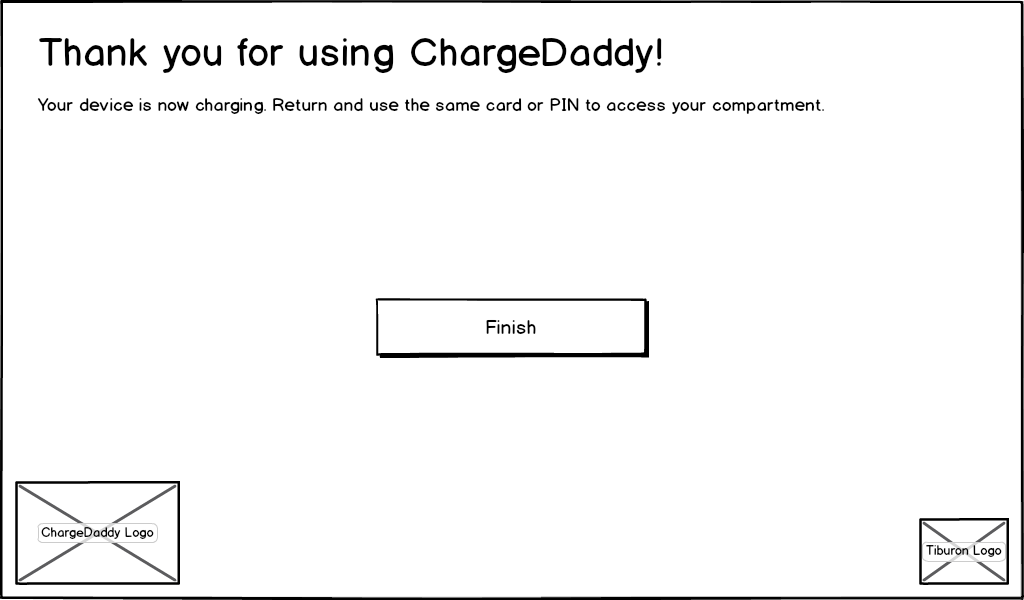 Thank you for using ChargeDaddy!
Your device is now charging. Return and use the same card or PIN to access your compartment.
Finish
ChargeDaddy Logo
Tiburon Logo